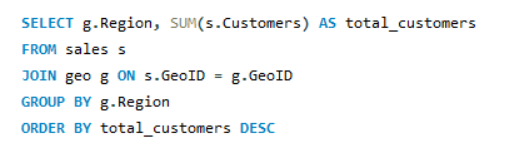 SELECT g.Region, SUM(s.Customers) AS total_customers
FROM sales s
JOIN geo g ON s.GeoID = g.GeoID
GROUP BY g.Region
ORDER BY total_customers DESC